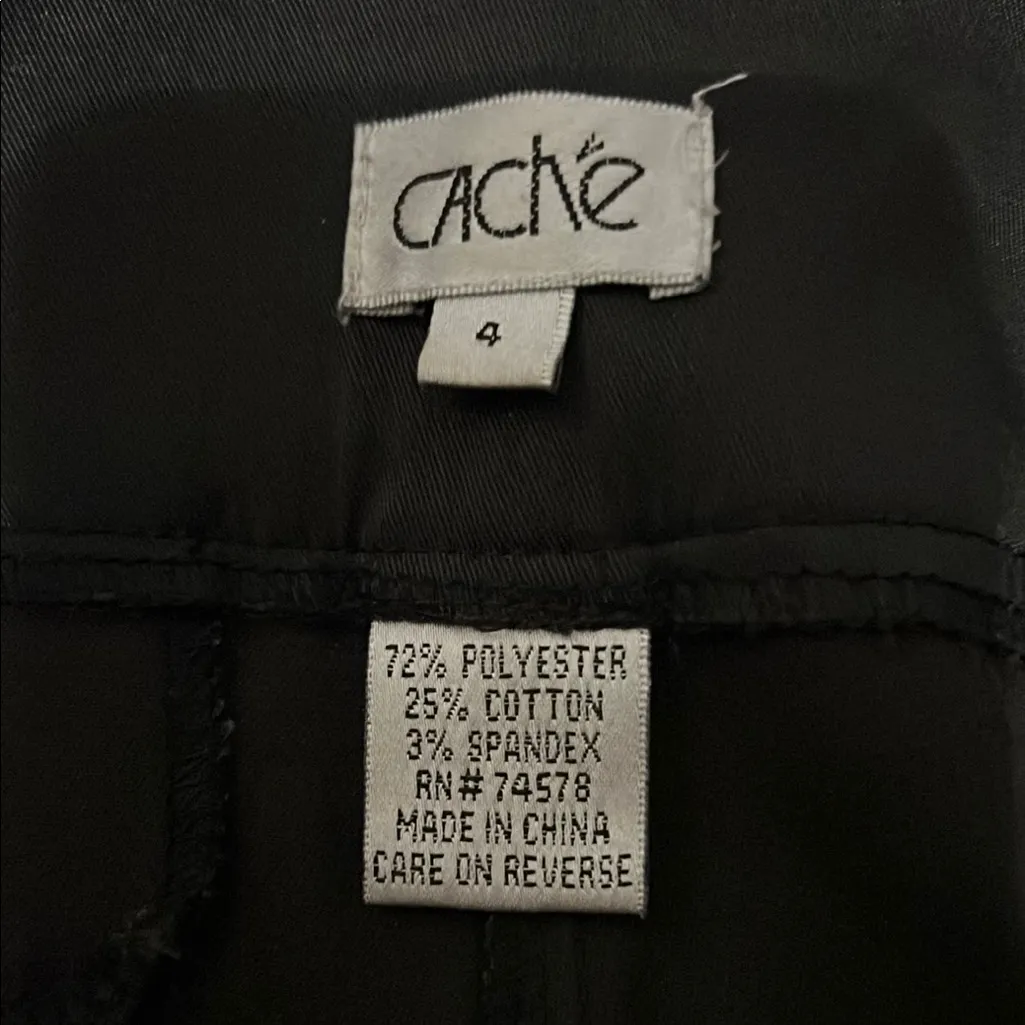 CAché
4
72% POLYESTER
25% COTTON
3% SPANDEX
RN# 74578
MADE IN CHINA
CARE ON REVERSE